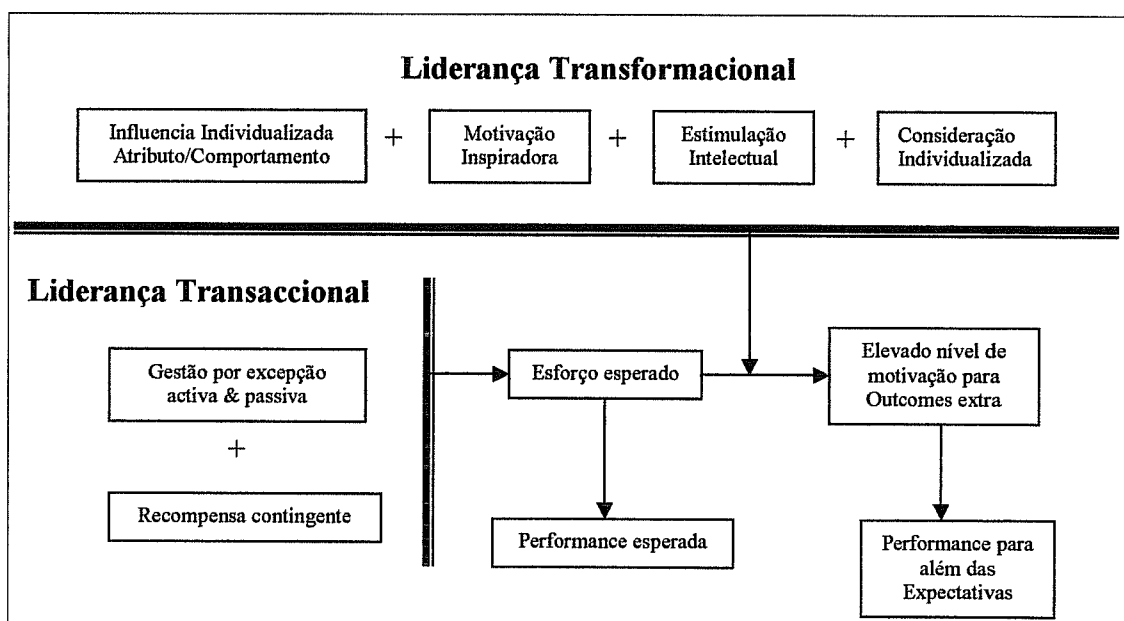 Liderança Transformacional
Influencia Individualizada
Atributo/Comportamento
+
Motivação
Inspiradora
+
Estimulação
Intelectual
+
Consideração
Individualizada
Liderança Transaccional
Gestão por excepção
activa & passiva
+
Recompensa contingente
Esforço esperado
Elevado nível de
motivação para
Outcomes extra
Performance esperada
Performance para
além das
Expectativas